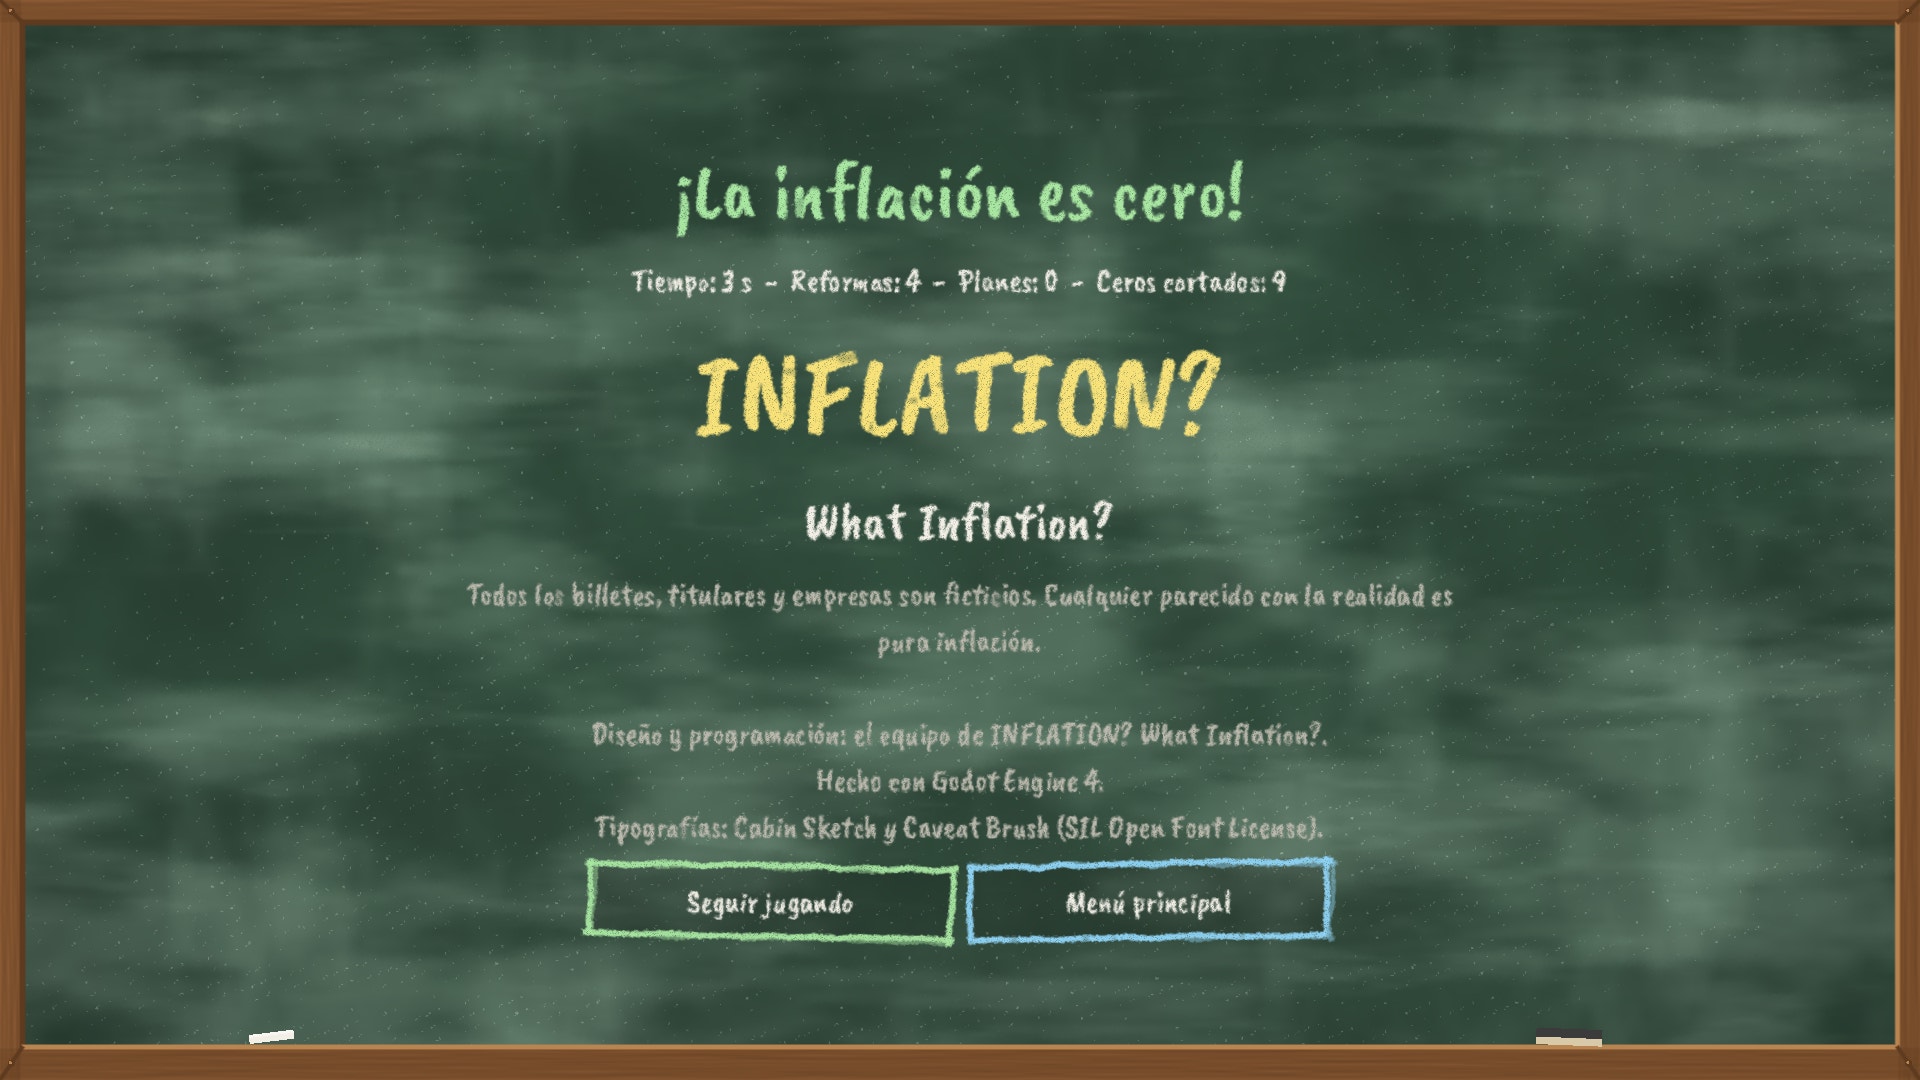 ¡La inflación es cero!
Tiempo: 3 s - Reformas: 4 - Planes: 0 - Ceros cortados: 9
INFLATION?
What Inflation?
Todos los billetes, titulares y empresas son ficticios. Cualquier parecido con la realidad es
pura inflación.
Diseño y programación: el equipo de INFLATION? What Inflation?.
Hecho con Godot Engine 4.
Tipografías: Cabin Sketch y Caveat Brush (SIL Open Font License).
Seguir jugando
Menú principal